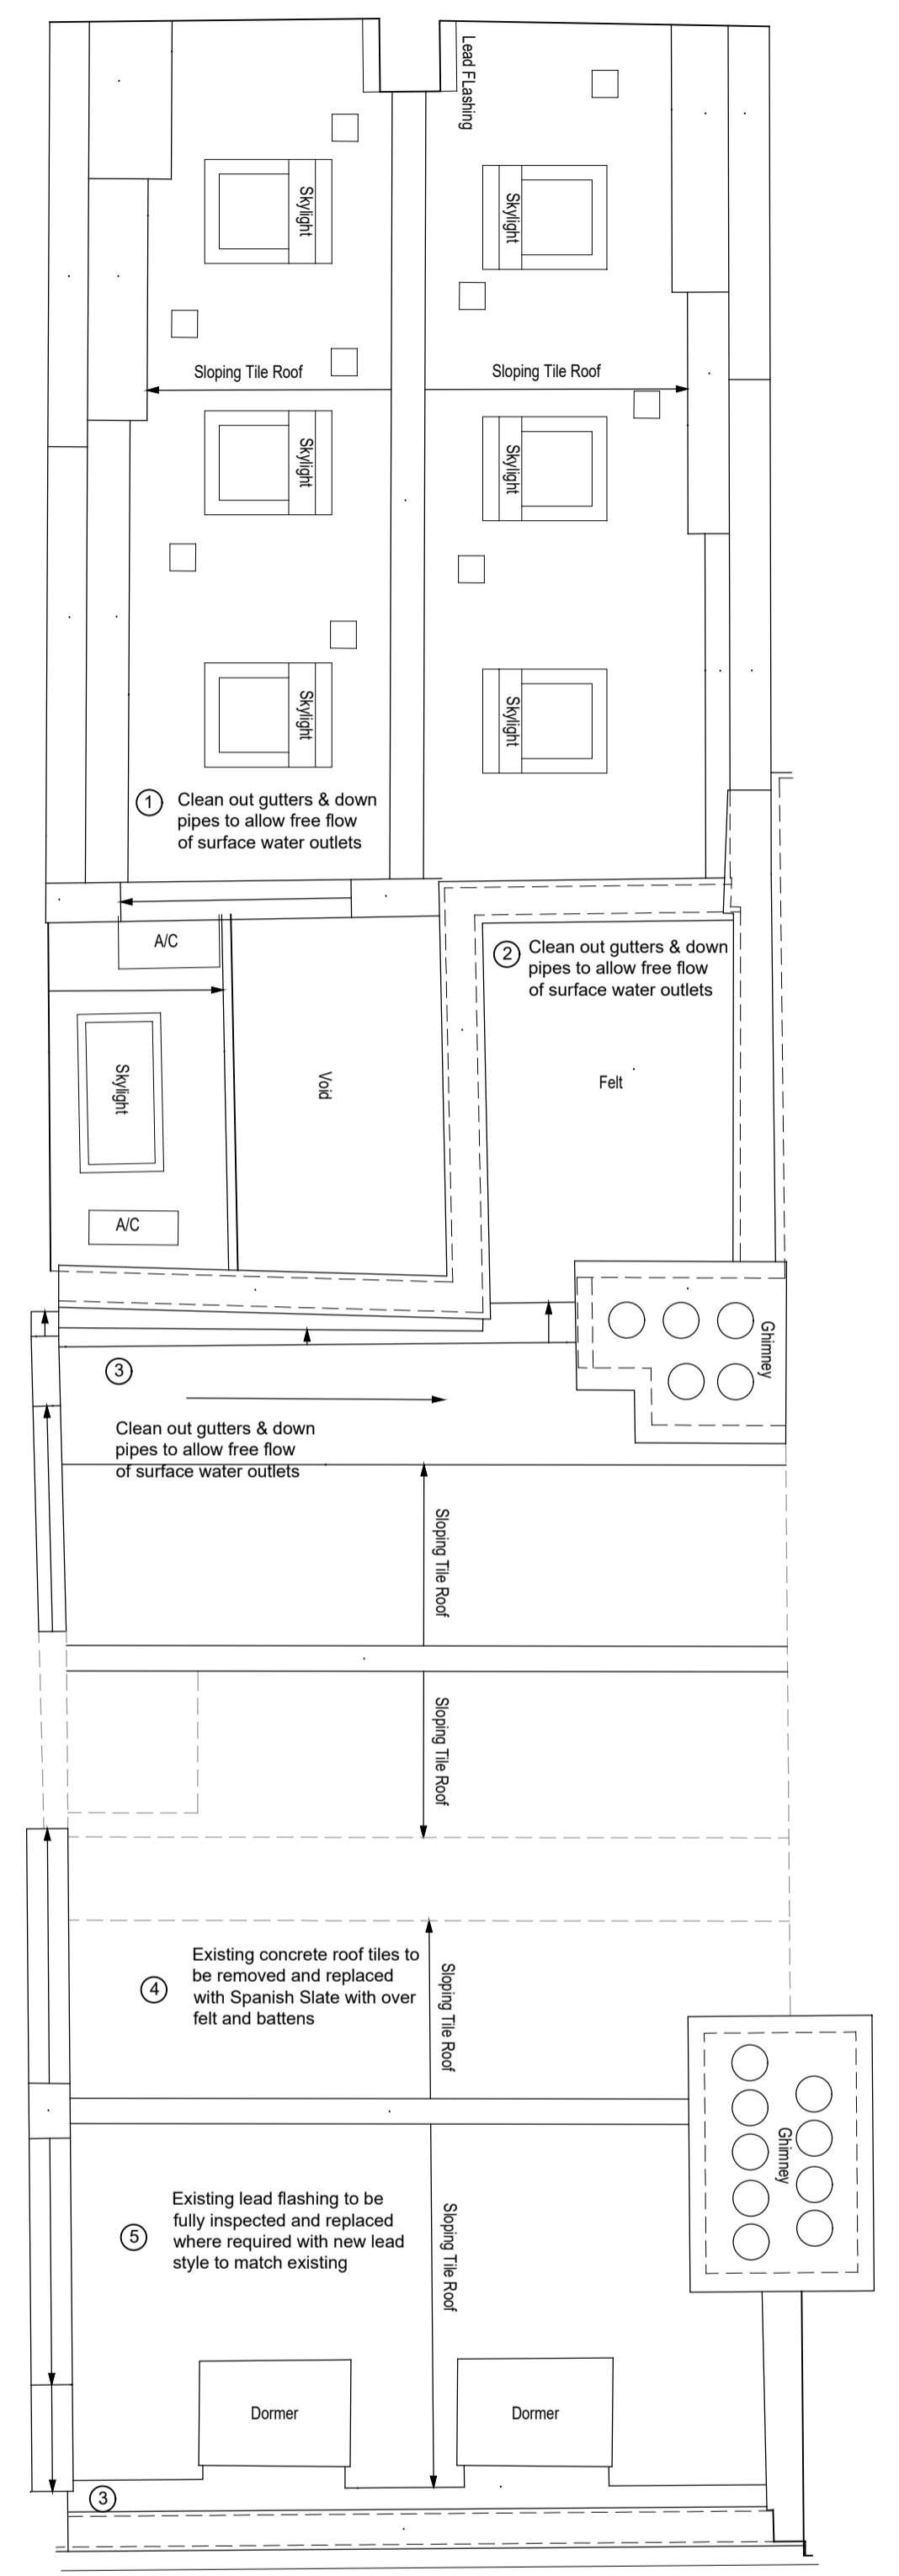 Lead FLashing
Skylight
Skylight
Sloping Tile Roof
Sloping Tile Roof
Skylight
Skylight
Skylight
Skylight
1 Clean out gutters & down
pipes to allow free flow
of surface water outlets
A/C
2 Clean out gutters & down
pipes to allow free flow
of surface water outlets
Skylight
Void
Felt
A/C
Ghimney
3
Clean out gutters & down
pipes to allow free flow
of surface water outlets
Sloping Tile Roof
Sloping Tile Roof
4 Existing concrete roof tiles to
be removed and replaced
with Spanish Slate with over
felt and battens
Sloping Tile Roof
Ghimney
5 Existing lead flashing to be
fully inspected and replaced
where required with new lead
style to match existing
Sloping Tile Roof
Dormer
Dormer
3